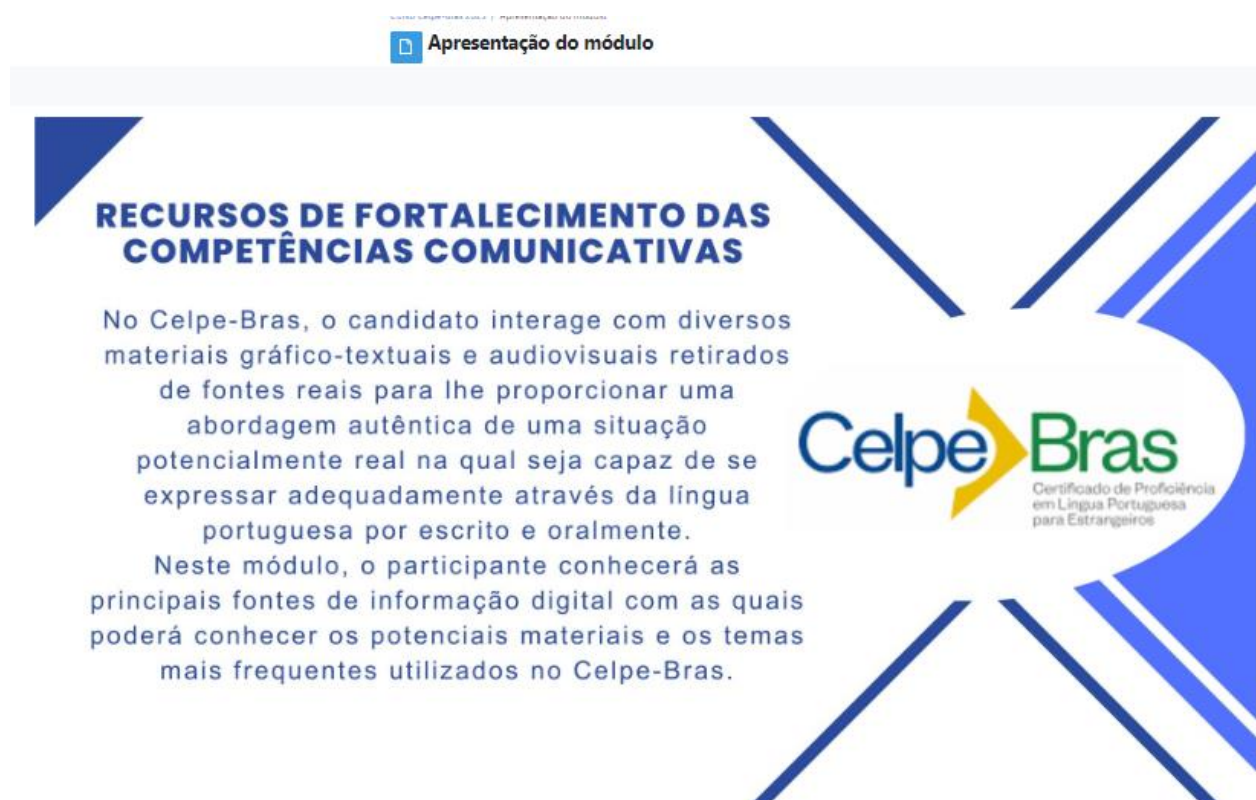 Apresentação do módulo
RECURSOS DE FORTALECIMENTO DAS
COMPETÊNCIAS COMUNICATIVAS
No Celpe-Bras, o candidato interage com diversos
materiais gráfico-textuais e audiovisuais retirados
de fontes reais para lhe proporcionar uma
abordagem autêntica de uma situação
potencialmente real na qual seja capaz de se
expressar adequadamente através da língua
portuguesa por escrito e oralmente.
Neste módulo, o participante conhecerá as
principais fontes de informação digital com as quais
poderá conhecer os potenciais materiais e os temas
mais frequentes utilizados no Celpe-Bras.
Celpe Bras
Certificado de Proficiência
em Língua Portuguesa
para Estrangeiros